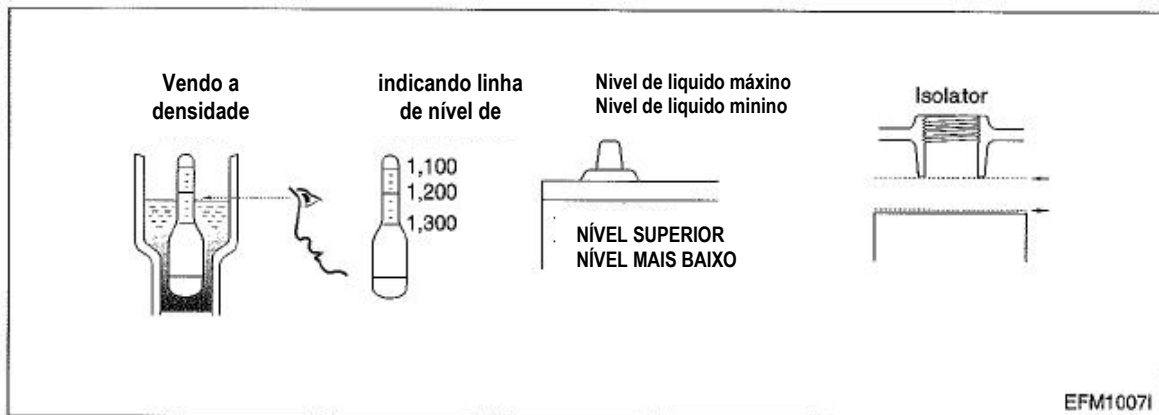 Vendo a
densidade
indicando linha
de nível de
Nivel de liquido máxino
Nivel de liquido minino
Isolator
1,100
1,200
1,300
NÍVEL SUPERIOR
NÍVEL MAIS BAIXO
EFM1007I